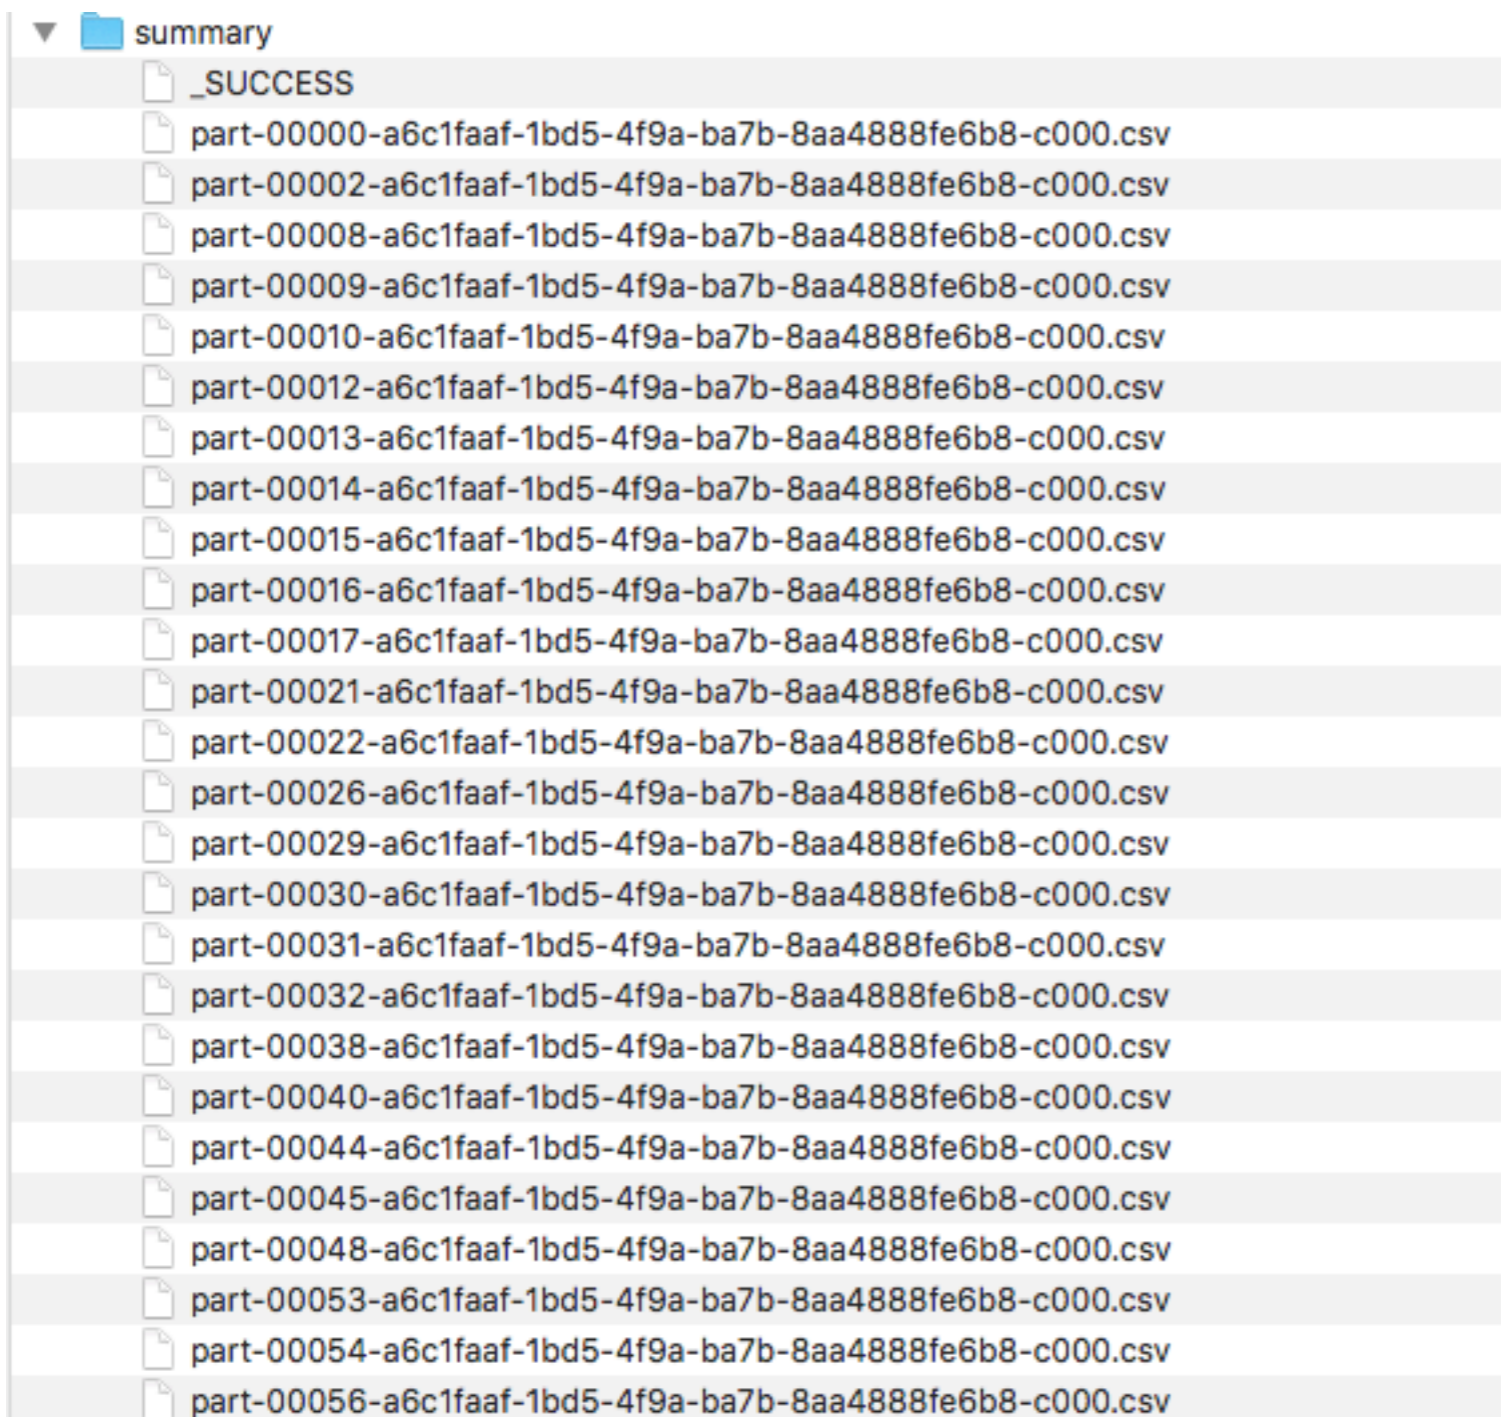 summary
_SUCCESS
part-00000-a6c1faaf-1bd5-4f9a-ba7b-8aa4888fe6b8-c000.csv
part-00002-a6c1faaf-1bd5-4f9a-ba7b-8aa4888fe6b8-c000.csv
part-00008-a6c1faaf-1bd5-4f9a-ba7b-8aa4888fe6b8-c000.csv
part-00009-a6c1faaf-1bd5-4f9a-ba7b-8aa4888fe6b8-c000.csv
part-00010-a6c1faaf-1bd5-4f9a-ba7b-8aa4888fe6b8-c000.csv
part-00012-a6c1faaf-1bd5-4f9a-ba7b-8aa4888fe6b8-c000.csv
part-00013-a6c1faaf-1bd5-4f9a-ba7b-8aa4888fe6b8-c000.csv
part-00014-a6c1faaf-1bd5-4f9a-ba7b-8aa4888fe6b8-c000.csv
part-00015-a6c1faaf-1bd5-4f9a-ba7b-8aa4888fe6b8-c000.csv
part-00016-a6c1faaf-1bd5-4f9a-ba7b-8aa4888fe6b8-c000.csv
part-00017-a6c1faaf-1bd5-4f9a-ba7b-8aa4888fe6b8-c000.csv
part-00021-a6c1faaf-1bd5-4f9a-ba7b-8aa4888fe6b8-c000.csv
part-00022-a6c1faaf-1bd5-4f9a-ba7b-8aa4888fe6b8-c000.csv
part-00026-a6c1faaf-1bd5-4f9a-ba7b-8aa4888fe6b8-c000.csv
part-00029-a6c1faaf-1bd5-4f9a-ba7b-8aa4888fe6b8-c000.csv
part-00030-a6c1faaf-1bd5-4f9a-ba7b-8aa4888fe6b8-c000.csv
part-00031-a6c1faaf-1bd5-4f9a-ba7b-8aa4888fe6b8-c000.csv
part-00032-a6c1faaf-1bd5-4f9a-ba7b-8aa4888fe6b8-c000.csv
part-00038-a6c1faaf-1bd5-4f9a-ba7b-8aa4888fe6b8-c000.csv
part-00040-a6c1faaf-1bd5-4f9a-ba7b-8aa4888fe6b8-c000.csv
part-00044-a6c1faaf-1bd5-4f9a-ba7b-8aa4888fe6b8-c000.csv
part-00045-a6c1faaf-1bd5-4f9a-ba7b-8aa4888fe6b8-c000.csv
part-00048-a6c1faaf-1bd5-4f9a-ba7b-8aa4888fe6b8-c000.csv
part-00053-a6c1faaf-1bd5-4f9a-ba7b-8aa4888fe6b8-c000.csv
part-00054-a6c1faaf-1bd5-4f9a-ba7b-8aa4888fe6b8-c000.csv
part-00056-a6c1faaf-1bd5-4f9a-ba7b-8aa4888fe6b8-c000.csv